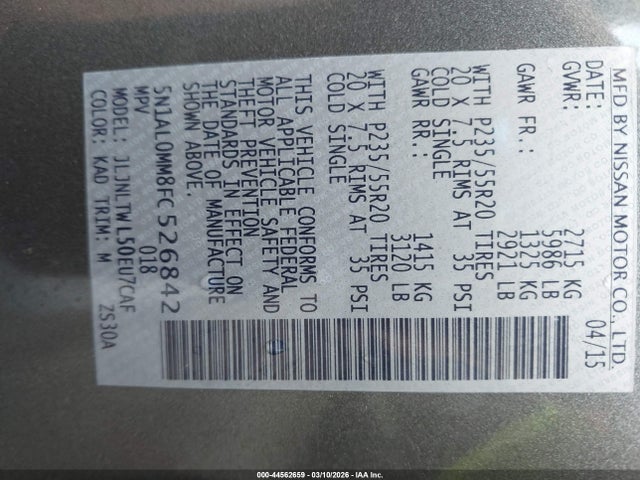 MFD BY NISSAN MOTOR CO., LTD.
DATE: 04/15
GVWR: 2715 KG
5986 LB
GAWR FR.: 1325 KG
2921 LB
WITH P235/55R20 TIRES
20 X 7.5 RIMS AT 35 PSI
COLD SINGLE
GAWR RR.: 1415 KG
3120 LB
WITH P235/55R20 TIRES
20 X 7.5 RIMS AT 35 PSI
COLD SINGLE
THIS VEHICLE CONFORMS TO
ALL APPLICABLE FEDERAL
MOTOR VEHICLE SAFETY AND
THEFT PREVENTION
STANDARDS IN EFFECT ON
THE DATE OF MANUFACTURE
SHOWN ABOVE.
5N1AL0MM8FC526842
MPV 018
MODEL: JLJNLTWL50EU7CAF
COLOR: KAD TRIM: M ZS30A
000-44562659 - 03/10/2026 - IAA Inc.